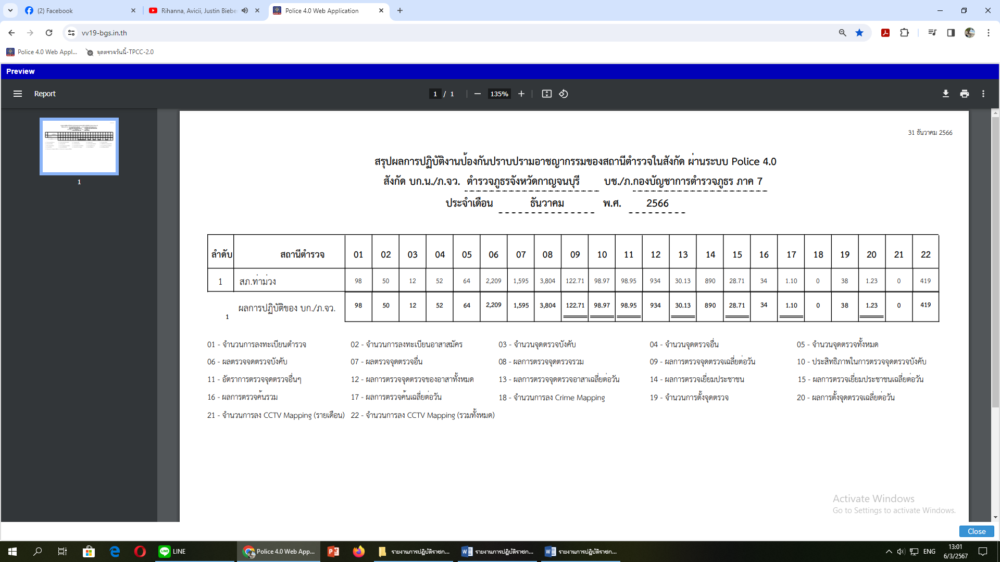 (2) Facebook
Rihanna, Avicii, Justin Biebe
Police 4.0 Web Application
vv19-bgs.in.th
Police 4.0 Web Appl...
จุดตรวจวันนี้-TPCC-2.0
Preview
Report
1 / 1
135%
1
31 ธันวาคม 2566
สรุปผลการปฏิบัติงานป้องกันปราบปรามอาชญากรรมของสถานีตำรวจในสังกัด ผ่านระบบ Police 4.0
สังกัด บก.น./ภ.จว. ตำรวจภูธรจังหวัดกาญจนบุรี บช./ภ.กองบัญชาการตำรวจภูธร ภาค 7
ประจำเดือน ธันวาคม พ.ศ. 2566
ลำดับ สถานีตำรวจ 01 02 03 04 05 06 07 08 09 10 11 12 13 14 15 16 17 18 19 20 21 22
1 สภ.ท่าม่วง 98 50 12 52 64 2,209 1,595 3,804 122.71 98.97 98.95 934 30.13 890 28.71 34 1.10 0 38 1.23 0 419
1 ผลการปฏิบัติของ บก./ภ.จว. 98 50 12 52 64 2,209 1,595 3,804 122.71 98.97 98.95 934 30.13 890 28.71 34 1.10 0 38 1.23 0 419
01 - จำนวนการลงทะเบียนตำรวจ 02 - จำนวนการลงทะเบียนอาสาสมัคร 03 - จำนวนจุดตรวจบังคับ 04 - จำนวนจุดตรวจอื่น 05 - จำนวนจุดตรวจทั้งหมด
06 - ผลตรวจจดตรวจบังคับ 07 - ผลตรวจจุดตรวจอื่น 08 - ผลการตรวจจุดตรวจรวม 09 - ผลการตรวจจุดตรวจเฉลี่ยต่อวัน 10 - ประสิทธิภาพในการตรวจจุดตรวจบังคับ
11 - อัตราการตรวจจุดตรวจอื่นๆ 12 - ผลการตรวจจุดตรวจของอาสาทั้งหมด 13 - ผลการตรวจจุดตรวจอาสาเฉลี่ยต่อวัน 14 - ผลการตรวจเยี่ยมประชาชน 15 - ผลการตรวจเยี่ยมประชาชนเฉลี่ยต่อวัน
16 - ผลการตรวจค้นรวม 17 - ผลการตรวจค้นเฉลี่ยต่อวัน 18 - จำนวนการลง Crime Mapping 19 - จำนวนการตั้งจุดตรวจ 20 - ผลการตั้งจุดตรวจเฉลี่ยต่อวัน
21 - จำนวนการลง CCTV Mapping (รายเดือน) 22 - จำนวนการลง CCTV Mapping (รวมทั้งหมด)
Activate Windows
Go to Settings to activate Windows.
Close
LINE
Police 4.0 Web App...
รายงานการปฏิบัติราชก...
รายงานการปฏิบัติราชก...
รายงานการปฏิบัติราชก...
ENG
13:01
6/3/2567